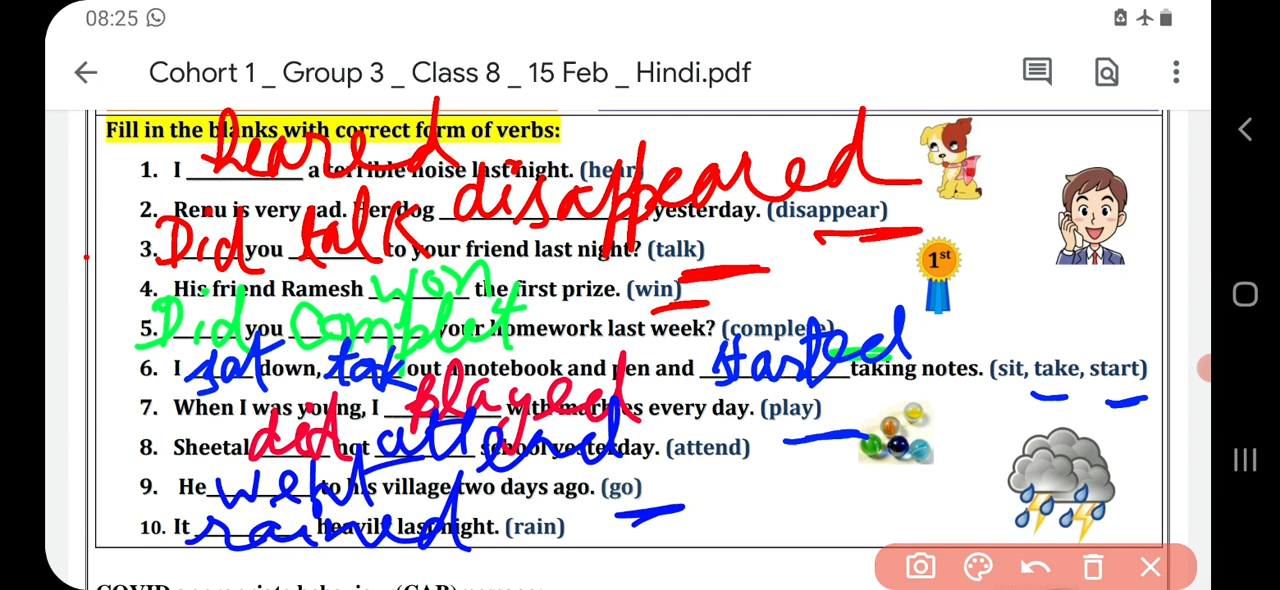 08:25
Cohort 1 _ Group 3 _ Class 8 _ 15 Feb _ Hindi.pdf
Fill in the blanks with correct form of verbs:
1. I heared a terrible noise last night. (hear)
2. Renu is very sad. Her dog disappeared yesterday. (disappear)
3. Did you talk to your friend last night? (talk)
4. His friend Ramesh won the first prize. (win)
1st
5. Did you complet your homework last week? (complete)
6. I sat down, out a notebook and pen and started taking notes. (sit, take, start)
7. When I was young, I played with marbles every day. (play)
8. Sheetal did not attend school yesterday. (attend)
9. He went to his village two days ago. (go)
10. It rained heavily last night. (rain)